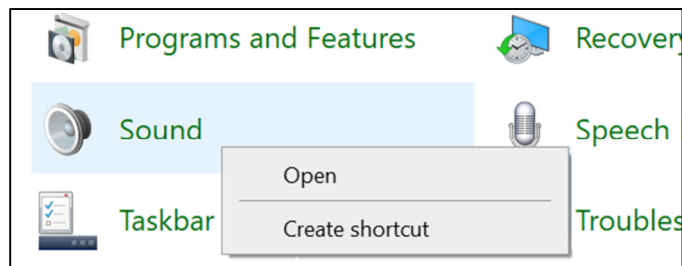 Programs and Features
Recovery
Sound
Speech
Open
Taskbar
Create shortcut
Troubles